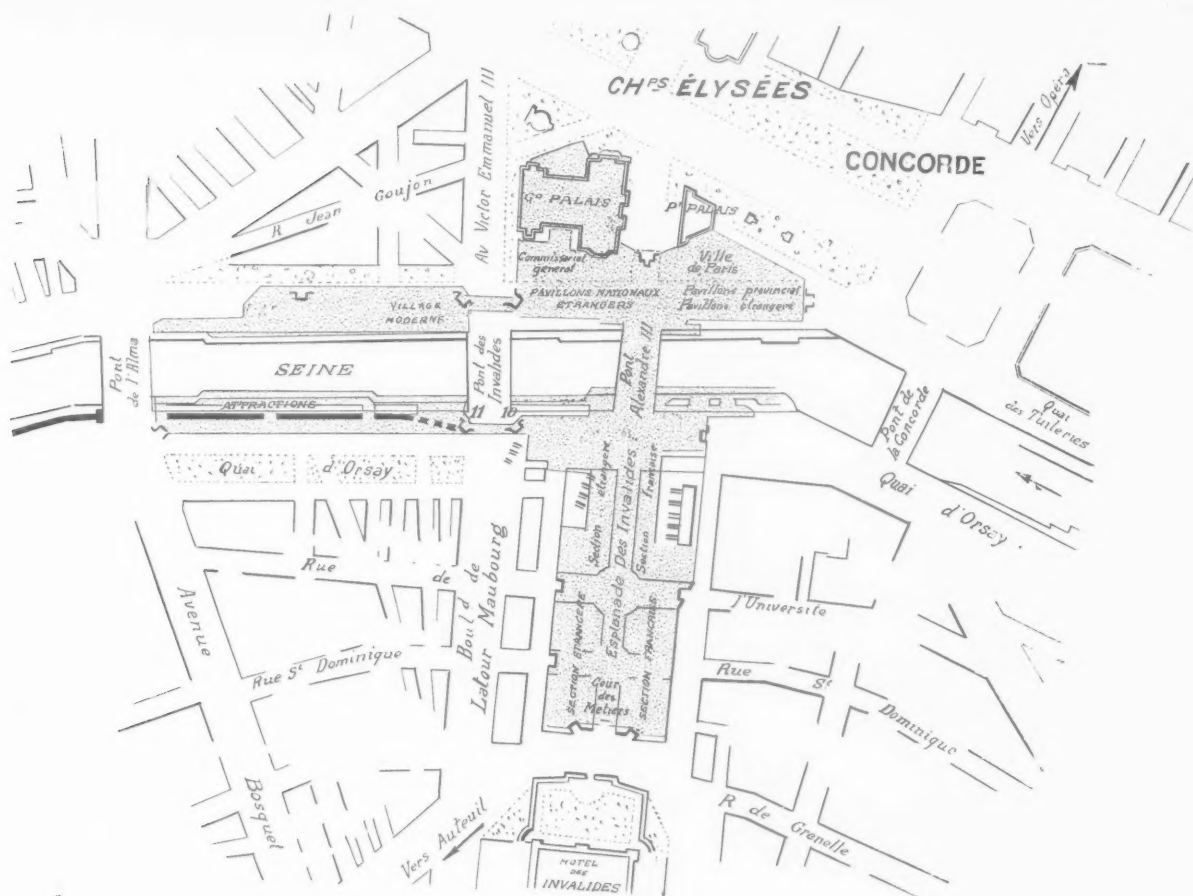 CHPS ÉLYSÉES
Vers Opéra
CONCORDE
Av Victor Emmanuel III
R Jean Goujon
GD PALAIS
PT PALAIS
Commissariat
général
Ville
de Paris
PAVILLONS NATIONAUX
ÉTRANGERS
Pavillons provincial
Pavillons étrangers
VILLAGE
MODERNE
Pont
de l'Alma
SEINE
Pont des
Invalides
Pont
Alexandre III
Pont de
la Concorde
Quai
des Tuileries
ATTRACTIONS
11 10
Quai d'Orsay
Quai d'Orsay
Section étrangère
Esplanade Des Invalides
Section française
Rue de l'Université
Avenue Bosquet
Bould de
Latour Maubourg
Rue St Dominique
SECTION ÉTRANGÈRE
SECTION FRANÇAISE
Cour
des
Métiers
Rue St Dominique
R de Grenelle
Vers Auteuil
HOTEL
DES
INVALIDES